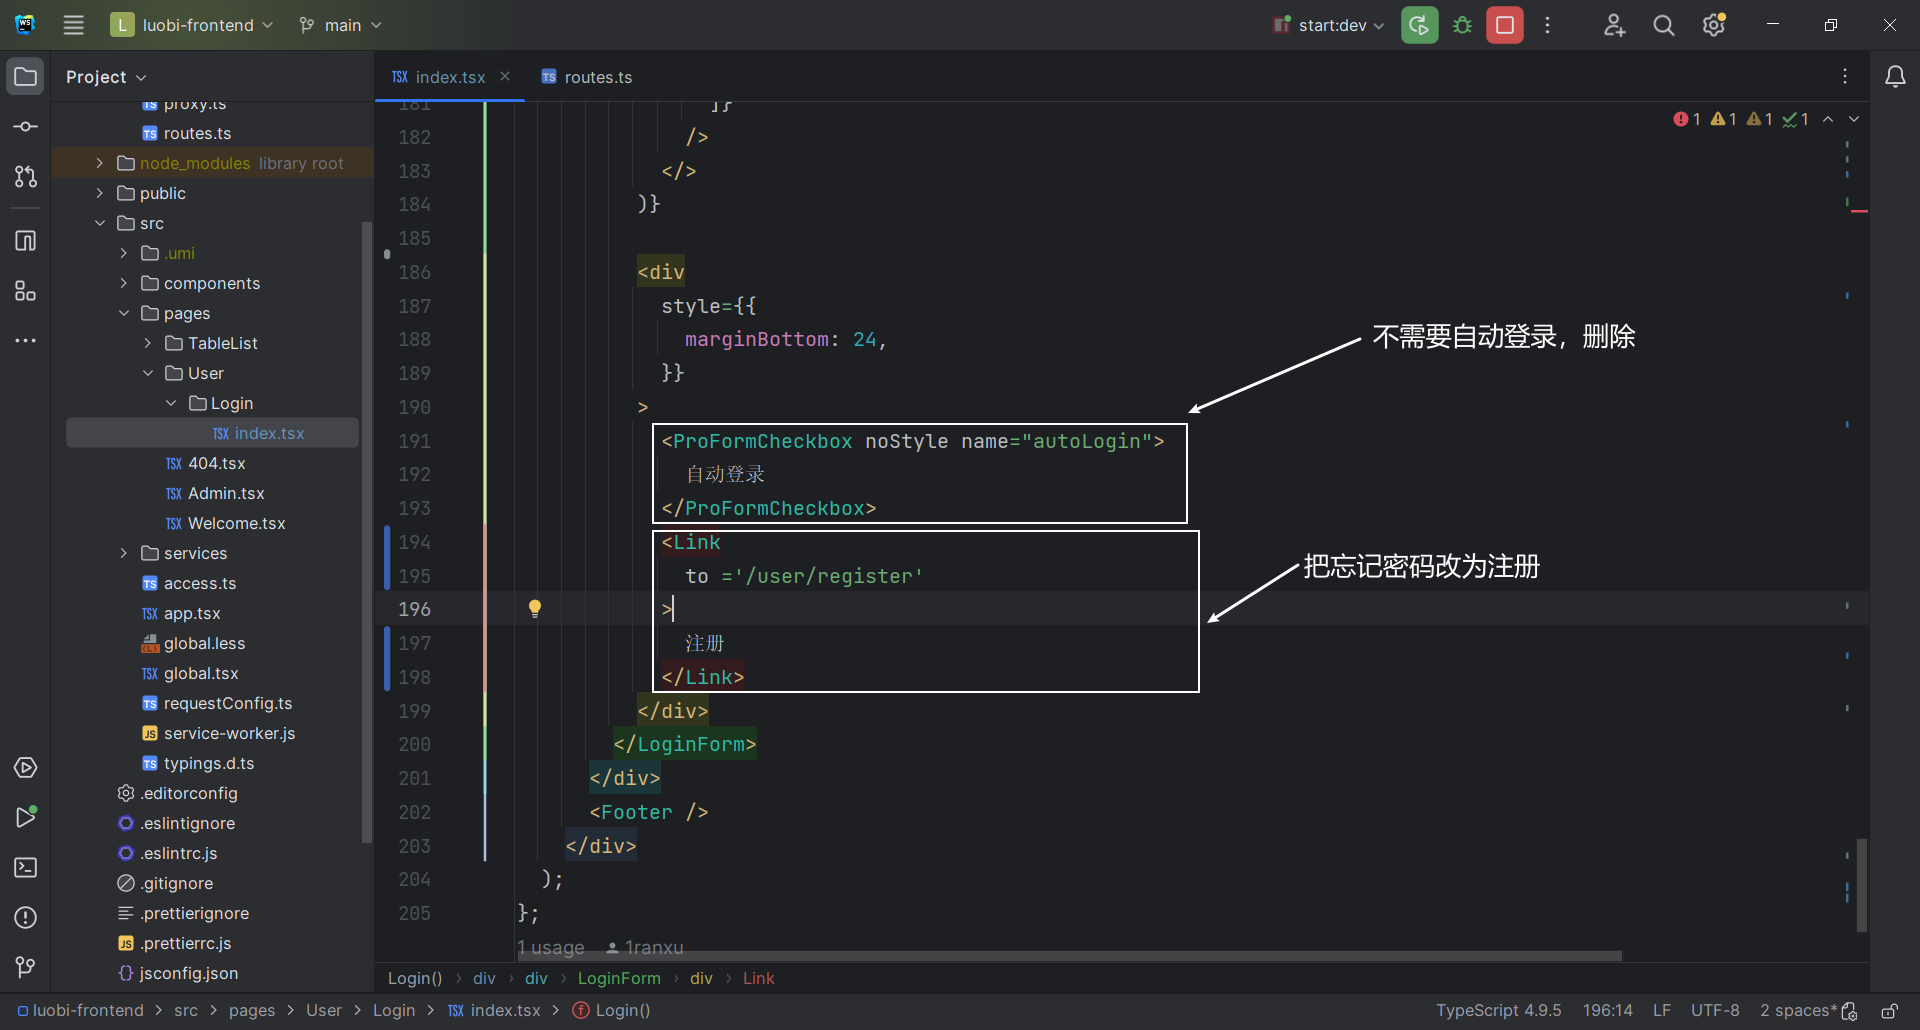 WS
L luobi-frontend
main
start:dev
Project
index.tsx
routes.ts
proxy.ts
routes.ts
node_modules library root
public
src
.umi
components
pages
TableList
User
Login
index.tsx
404.tsx
Admin.tsx
Welcome.tsx
services
access.ts
app.tsx
global.less
global.tsx
requestConfig.ts
service-worker.js
typings.d.ts
.editorconfig
.eslintignore
.eslintrc.js
.gitignore
.prettierignore
.prettierrc.js
jsconfig.json
1 1 1 1
181 ]}
182 />
183 </>
184 )}
185
186 <div
187 style={{
188 marginBottom: 24,
189 }}
190 >
191 <ProFormCheckbox noStyle name="autoLogin">
192 自动登录
193 </ProFormCheckbox>
194 <Link
195 to ='/user/register'
196 >
197 注册
198 </Link>
199 </div>
200 </LoginForm>
201 </div>
202 <Footer />
203 </div>
204 );
205 };
1 usage 1ranxu
不需要自动登录，删除
把忘记密码改为注册
Login() › div › div › LoginForm › div › Link
luobi-frontend > src > pages > User > Login > TSX index.tsx > Login()
TypeScript 4.9.5 196:14 LF UTF-8 2 spaces*